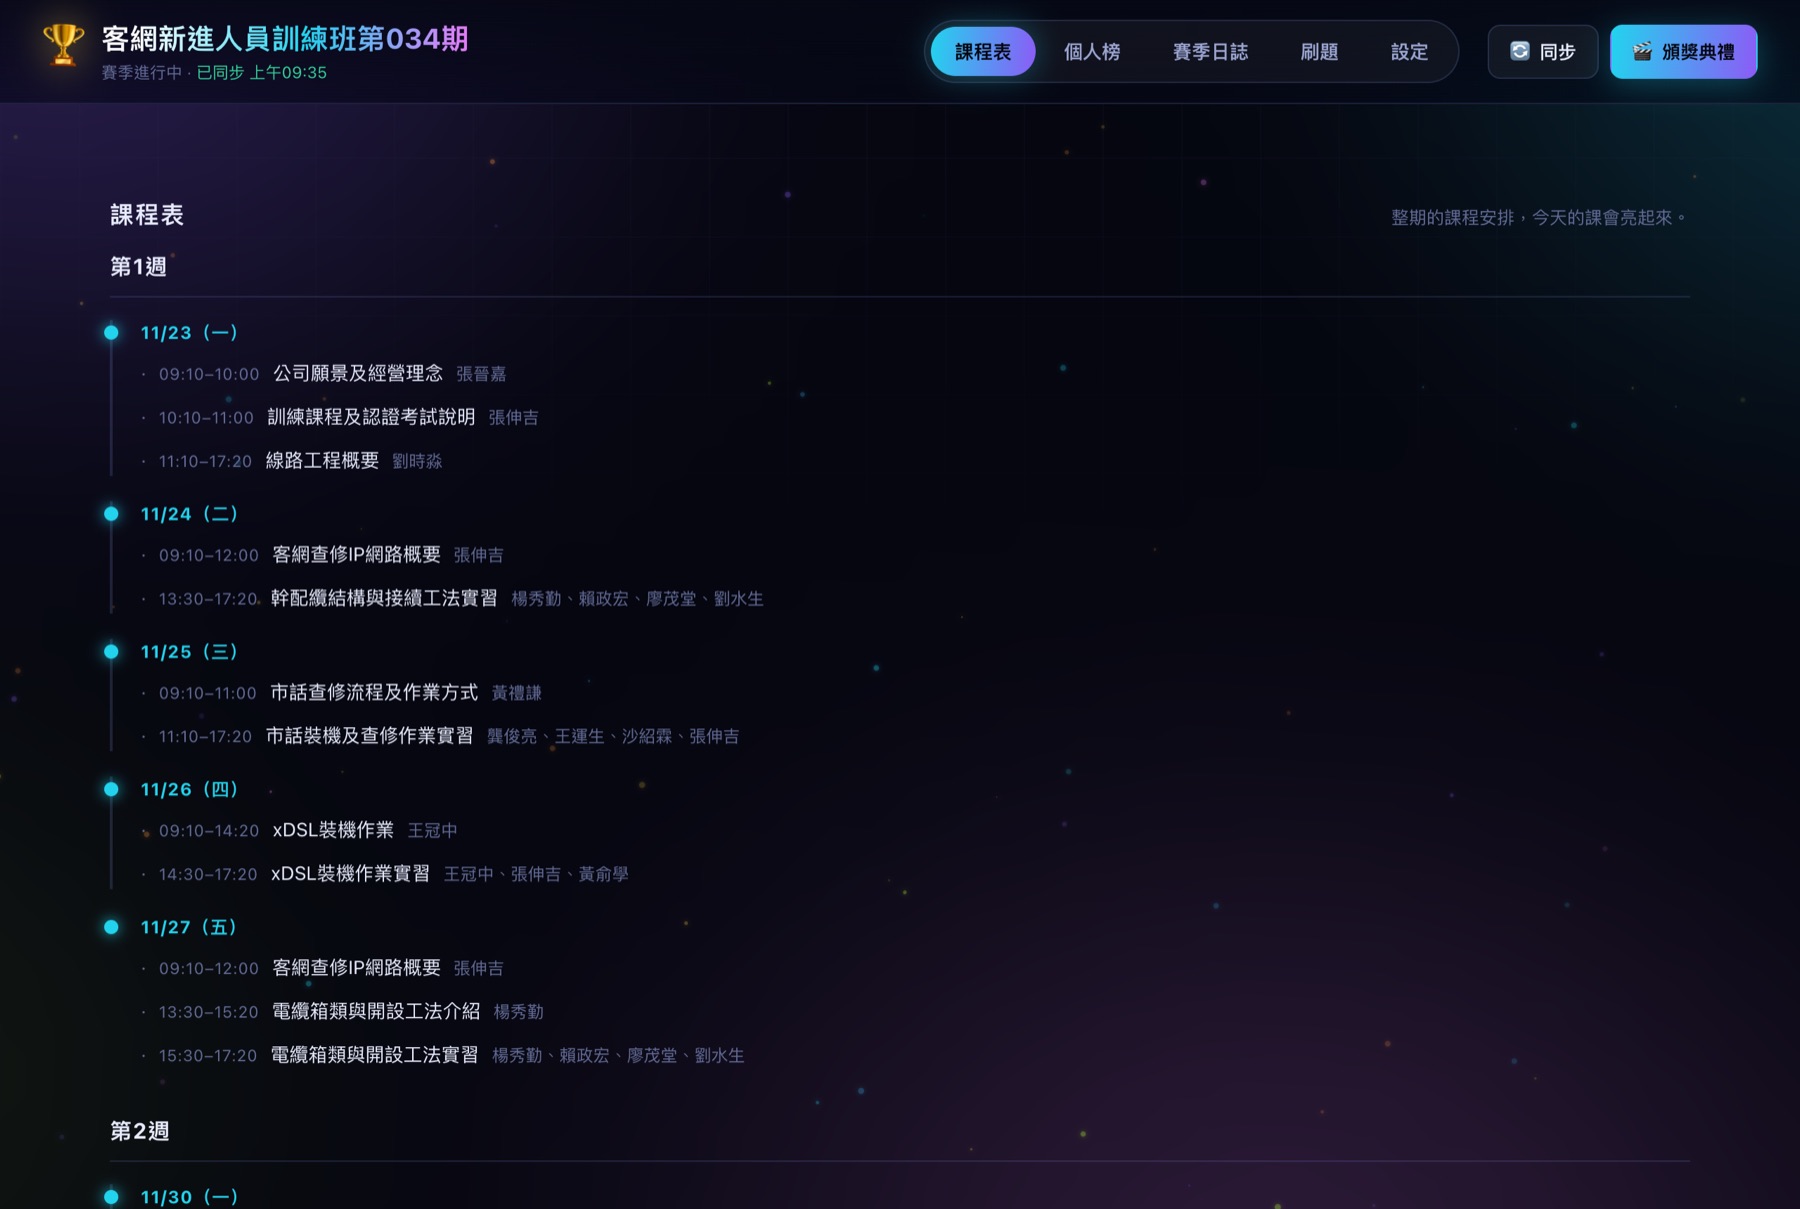 客網新進人員訓練班第034期
賽季進行中 · 已同步 上午09:35
課程表
個人榜
賽季日誌
刷題
設定
同步
頒獎典禮
課程表
整期的課程安排，今天的課會亮起來。
第1週
11/23（一）
· 09:10–10:00 公司願景及經營理念 張晉嘉
· 10:10–11:00 訓練課程及認證考試說明 張伸吉
· 11:10–17:20 線路工程概要 劉時淼
11/24（二）
· 09:10–12:00 客網查修IP網路概要 張伸吉
· 13:30–17:20 幹配纜結構與接續工法實習 楊秀勤、賴政宏、廖茂堂、劉水生
11/25（三）
· 09:10–11:00 市話查修流程及作業方式 黃禮謙
· 11:10–17:20 市話裝機及查修作業實習 龔俊亮、王運生、沙紹霖、張伸吉
11/26（四）
· 09:10–14:20 xDSL裝機作業 王冠中
· 14:30–17:20 xDSL裝機作業實習 王冠中、張伸吉、黃俞學
11/27（五）
· 09:10–12:00 客網查修IP網路概要 張伸吉
· 13:30–15:20 電纜箱類與開設工法介紹 楊秀勤
· 15:30–17:20 電纜箱類與開設工法實習 楊秀勤、賴政宏、廖茂堂、劉水生
第2週
11/30（一）